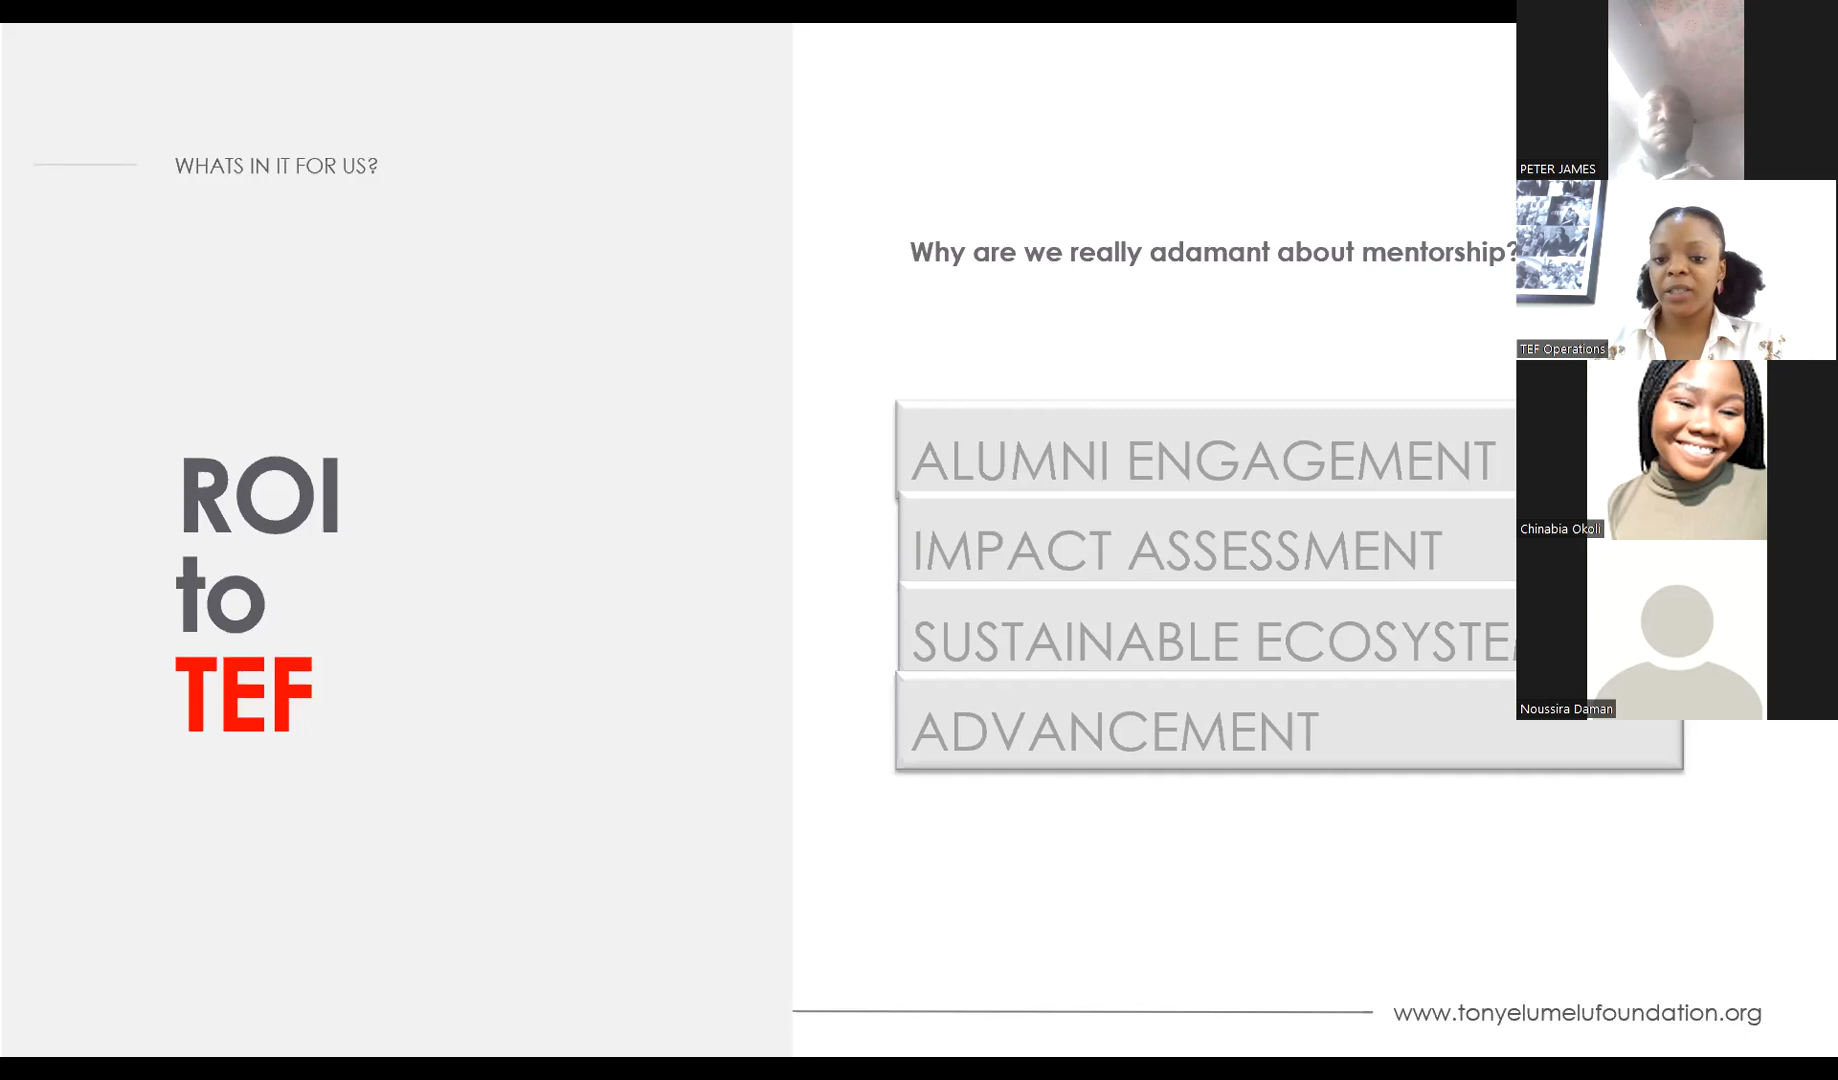 WHATS IN IT FOR US?
ROI
to
TEF
Why are we really adamant about mentorship?
ALUMNI ENGAGEMENT
IMPACT ASSESSMENT
SUSTAINABLE
ADVANCEMENT
www.tonyelumelufoundation.org
PETER JAMES
TEF Operations
Chinabia Okoli
Noussira Daman